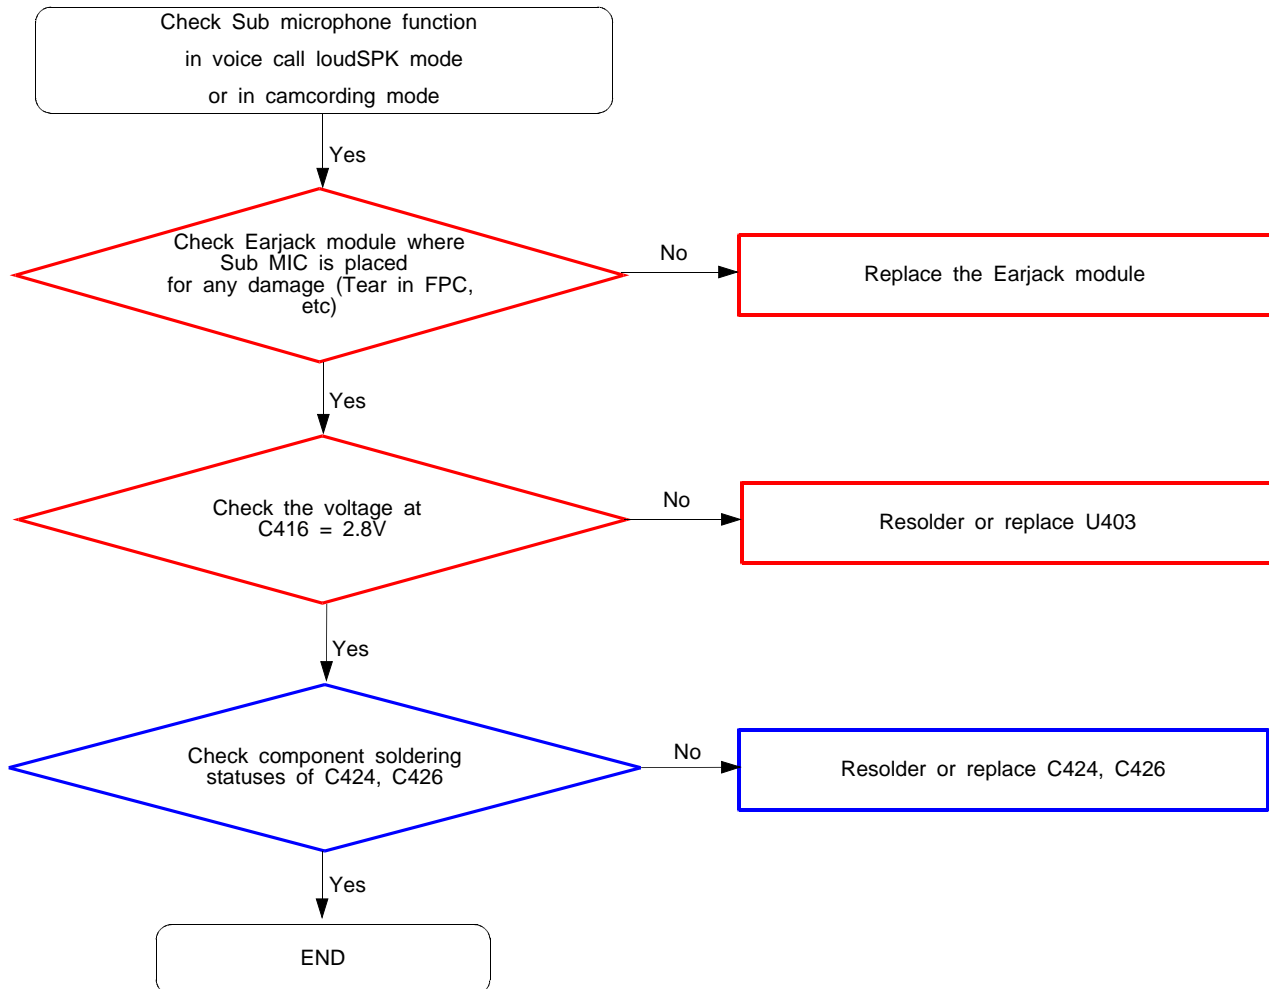 Check Sub microphone function
in voice call loudSPK mode
or in camcording mode
Yes
Check Earjack module where
Sub MIC is placed
for any damage (Tear in FPC,
etc)
No
Replace the Earjack module
Yes
Check the voltage at
C416 = 2.8V
No
Resolder or replace U403
Yes
Check component soldering
statuses of C424, C426
No
Resolder or replace C424, C426
Yes
END